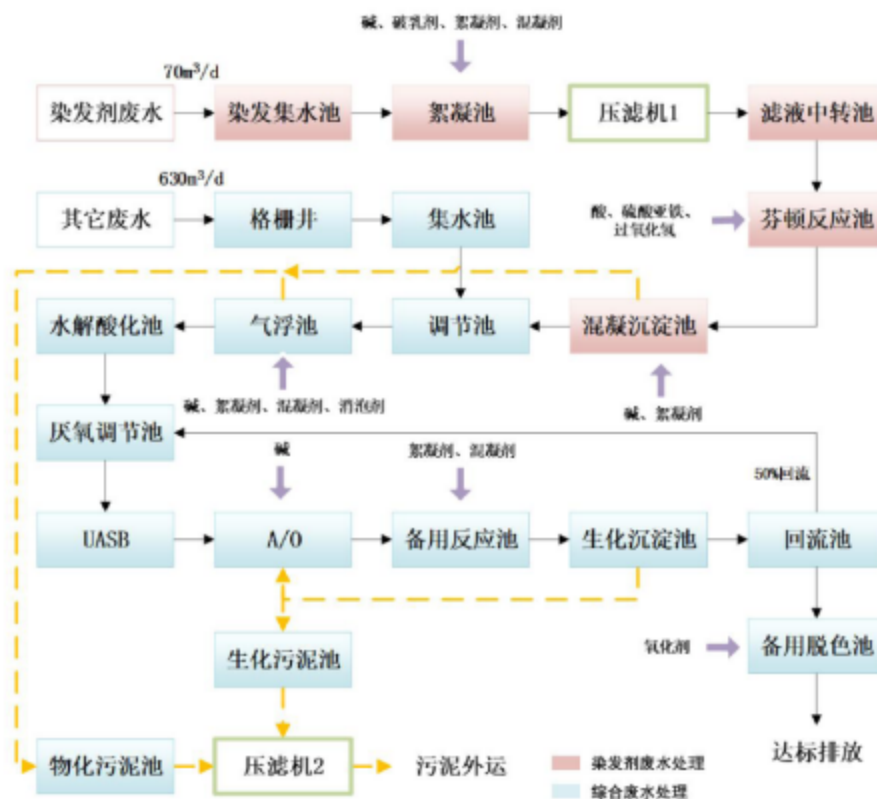 碱、破乳剂、絮凝剂、混凝剂
70m³/d
染发剂废水
染发集水池
絮凝池
压滤机1
滤液中转池
630m³/d
其它废水
格栅井
集水池
酸、硫酸亚铁、
过氧化氢
芬顿反应池
水解酸化池
气浮池
调节池
混凝沉淀池
碱、絮凝剂、混凝剂、消泡剂
碱、絮凝剂
厌氧调节池
碱
絮凝剂、混凝剂
50%回流
UASB
A/O
备用反应池
生化沉淀池
回流池
生化污泥池
氧化剂
备用脱色池
物化污泥池
压滤机2
污泥外运
达标排放
染发剂废水处理
综合废水处理